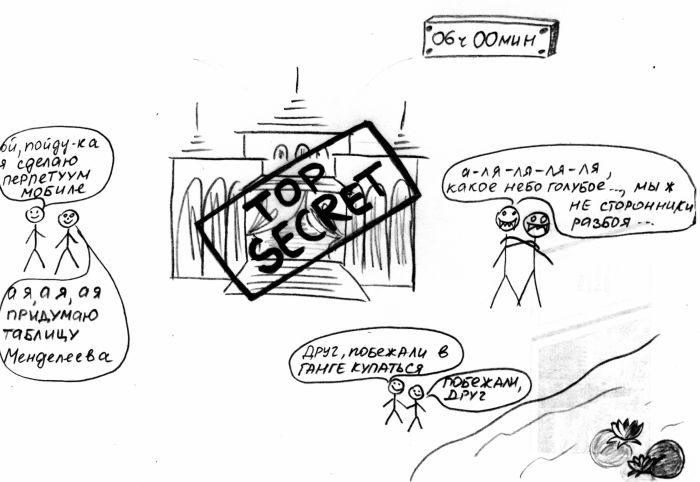 06ч 00мин
ой, пойду-ка
я сделаю
перпетуум
мобиле
а я, а я, а я
придумаю
таблицу
Менделеева
TOP
SECRET
а-ля-ля-ля-ля,
какое небо голубое..., мы ж
не сторонники
разбоя...
Друг, побежали в
Ганге купаться
побежали,
друг